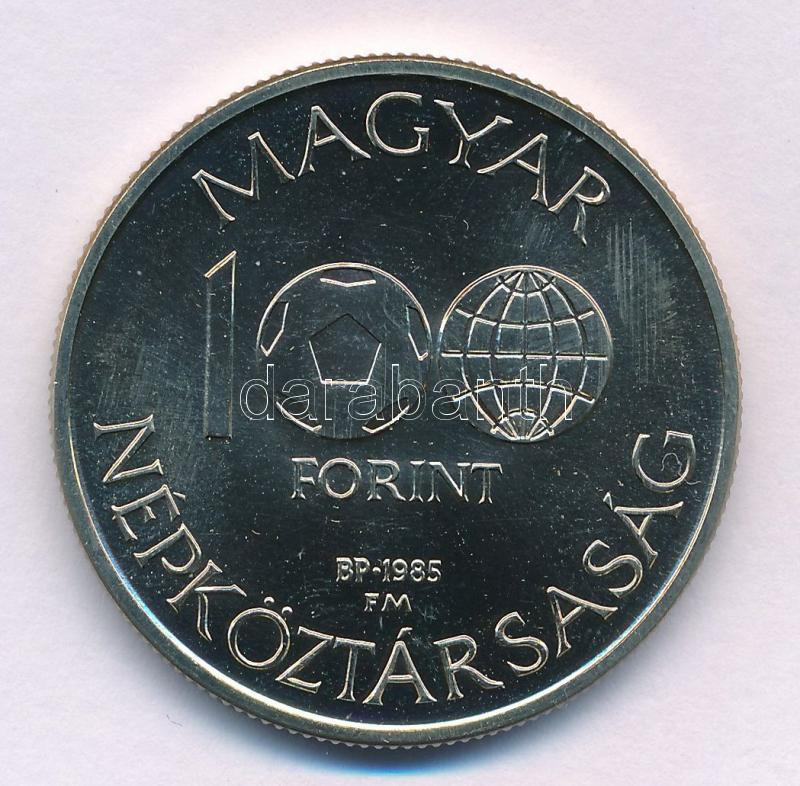 MAGYAR
100
darabanth
FORINT
BP·1985
FM
NÉPKÖZTÁRSASÁG